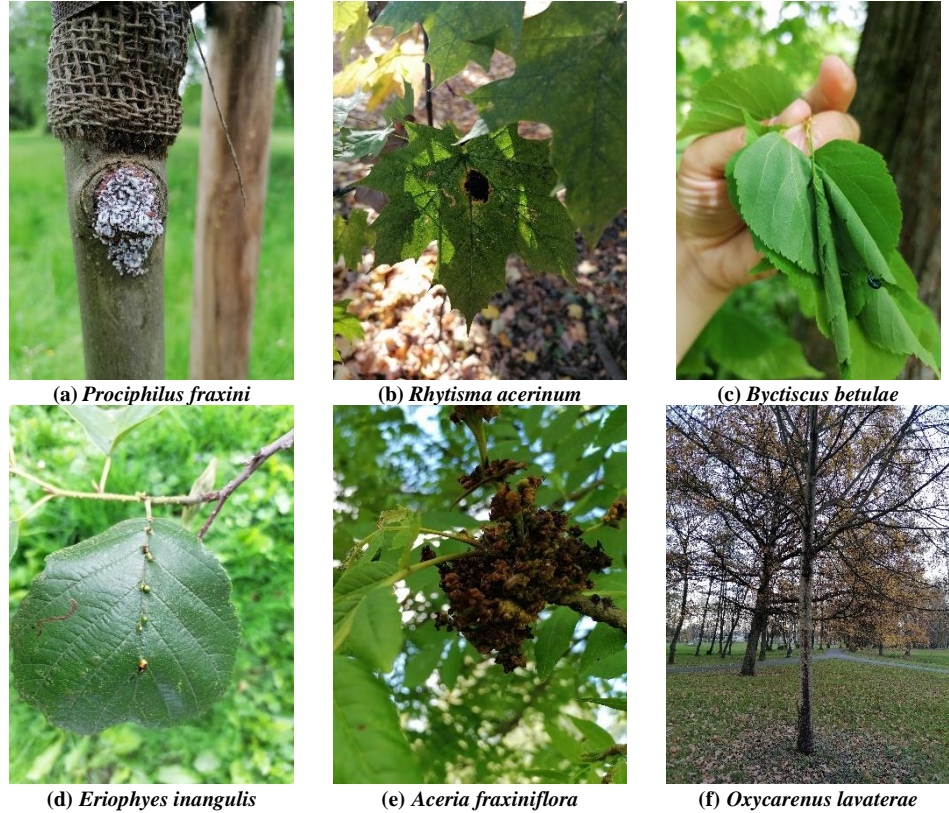 (a) Prociphilus fraxini
(b) Rhytisma acerinum
(c) Byctiscus betulae
(d) Eriophyes inangulis
(e) Aceria fraxiniflora
(f) Oxycarenus lavaterae